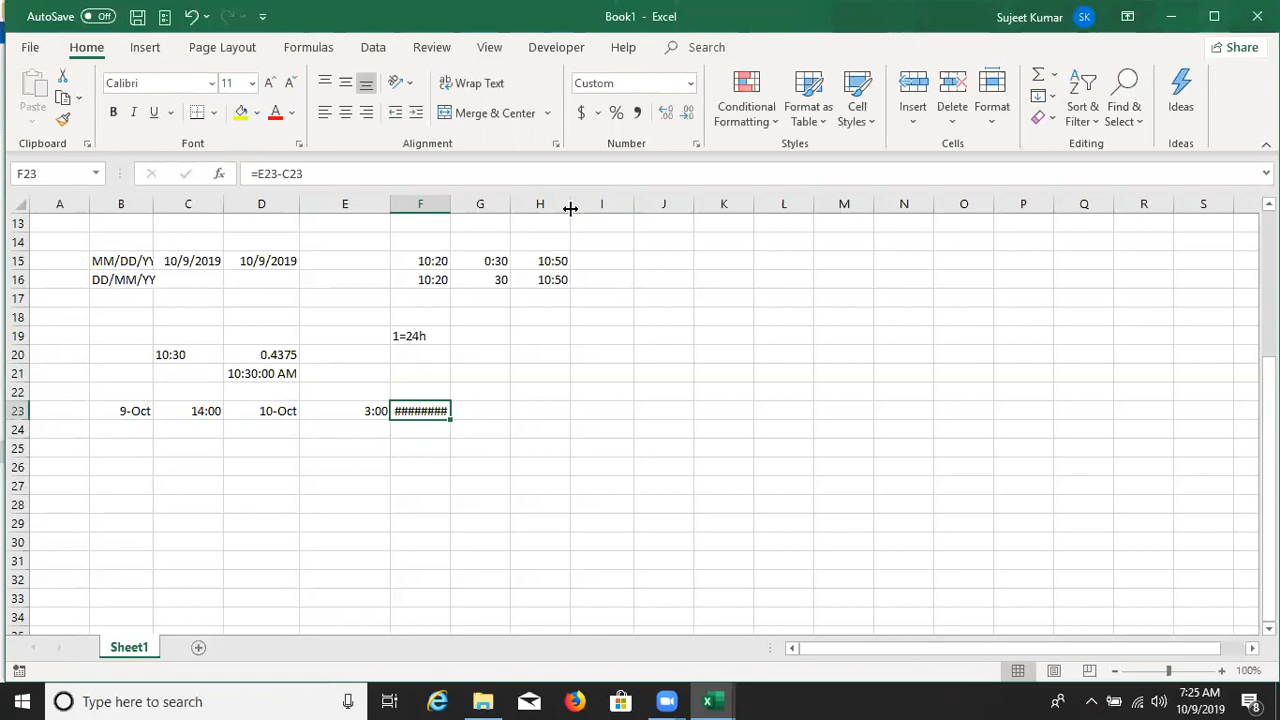 AutoSave Off Book1 - Excel Sujeet Kumar SK
File Home Insert Page Layout Formulas Data Review View Developer Help Search Share
Paste Calibri 11 A A Wrap Text Custom Conditional Formatting Format as Table Cell Styles Insert Delete Format Sort & Filter Find & Select Ideas
B I U A Merge & Center $ %
Clipboard Font Alignment Number Styles Cells Editing Ideas
F23 fx =E23-C23
A B C D E F G H I J K L M N O P Q R S
13
14
15 MM/DD/YY 10/9/2019 10/9/2019 10:20 0:30 10:50
16 DD/MM/YY 10:20 30 10:50
17
18
19 1=24h
20 10:30 0.4375
21 10:30:00 AM
22
23 9-Oct 14:00 10-Oct 3:00 ########
24
25
26
27
28
29
30
31
32
33
34
Sheet1
100%
Type here to search 7:25 AM
10/9/2019 8